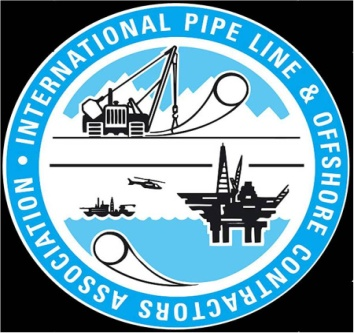 INTERNATIONAL PIPE LINE & OFFSHORE CONTRACTORS ASSOCIATION •